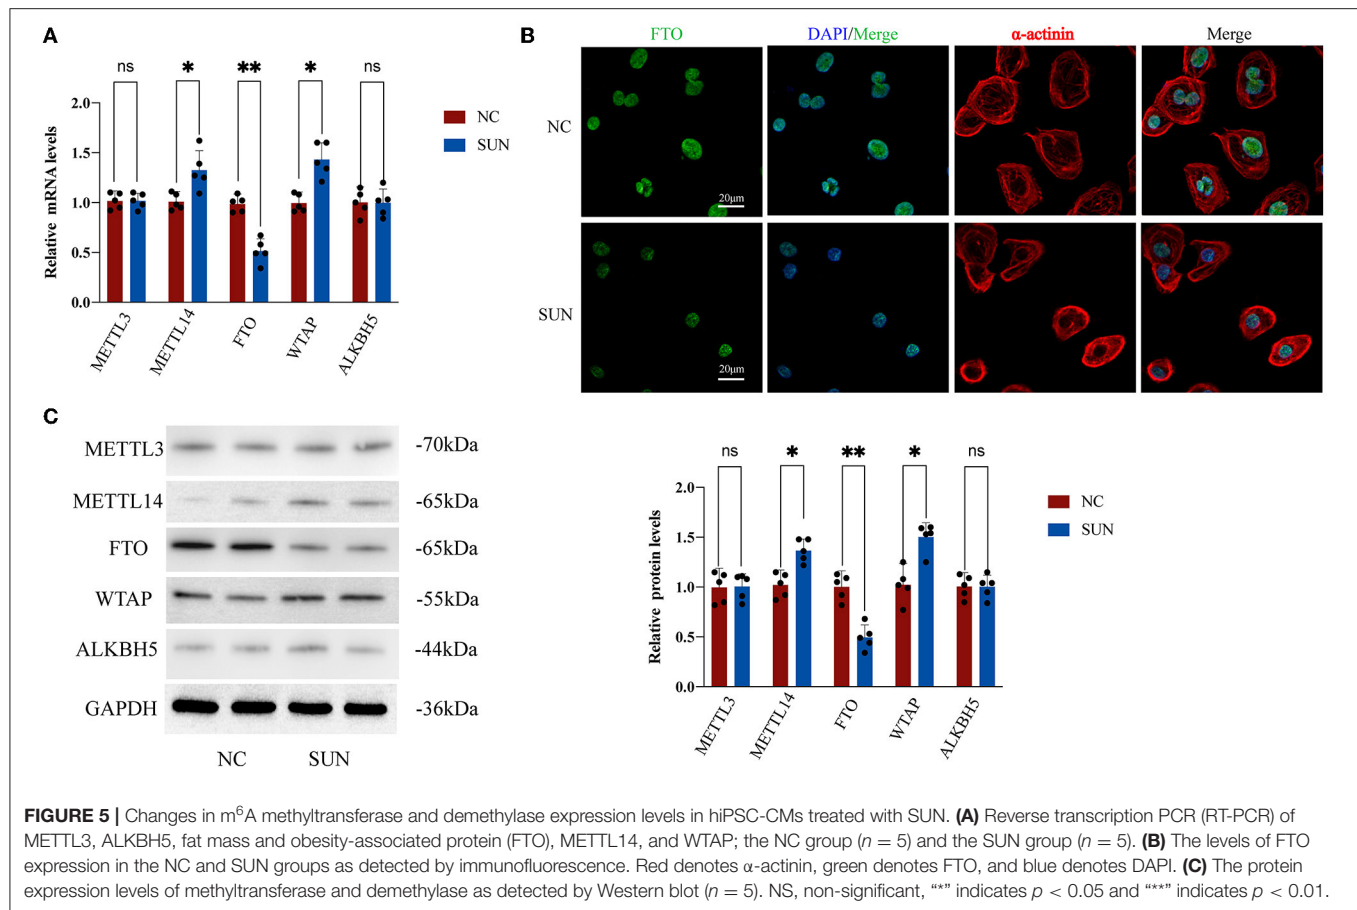 A
ns * ** * ns
2.0
1.5
1.0
0.5
0.0
Relative mRNA levels
METTL3
METTL14
FTO
WTAP
ALKBH5
NC
SUN
B
FTO DAPI/Merge α-actinin Merge
NC
20μm
SUN
20μm
C
METTL3 -70kDa
METTL14 -65kDa
FTO -65kDa
WTAP -55kDa
ALKBH5 -44kDa
GAPDH -36kDa
NC SUN
ns * ** * ns
2.0
1.5
1.0
0.5
0.0
Relative protein levels
METTL3
METTL14
FTO
WTAP
ALKBH5
NC
SUN
FIGURE 5 | Changes in m⁶A methyltransferase and demethylase expression levels in hiPSC-CMs treated with SUN. (A) Reverse transcription PCR (RT-PCR) of
METTL3, ALKBH5, fat mass and obesity-associated protein (FTO), METTL14, and WTAP; the NC group (n = 5) and the SUN group (n = 5). (B) The levels of FTO
expression in the NC and SUN groups as detected by immunofluorescence. Red denotes α-actinin, green denotes FTO, and blue denotes DAPI. (C) The protein
expression levels of methyltransferase and demethylase as detected by Western blot (n = 5). NS, non-significant, “*” indicates p < 0.05 and “**” indicates p < 0.01.